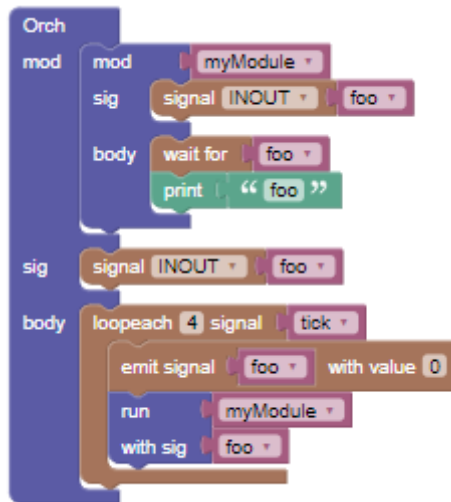 Orch
mod mod myModule
sig signal INOUT foo
body wait for foo
print “ foo ”
sig signal INOUT foo
body loopeach 4 signal tick
emit signal foo with value 0
run myModule
with sig foo